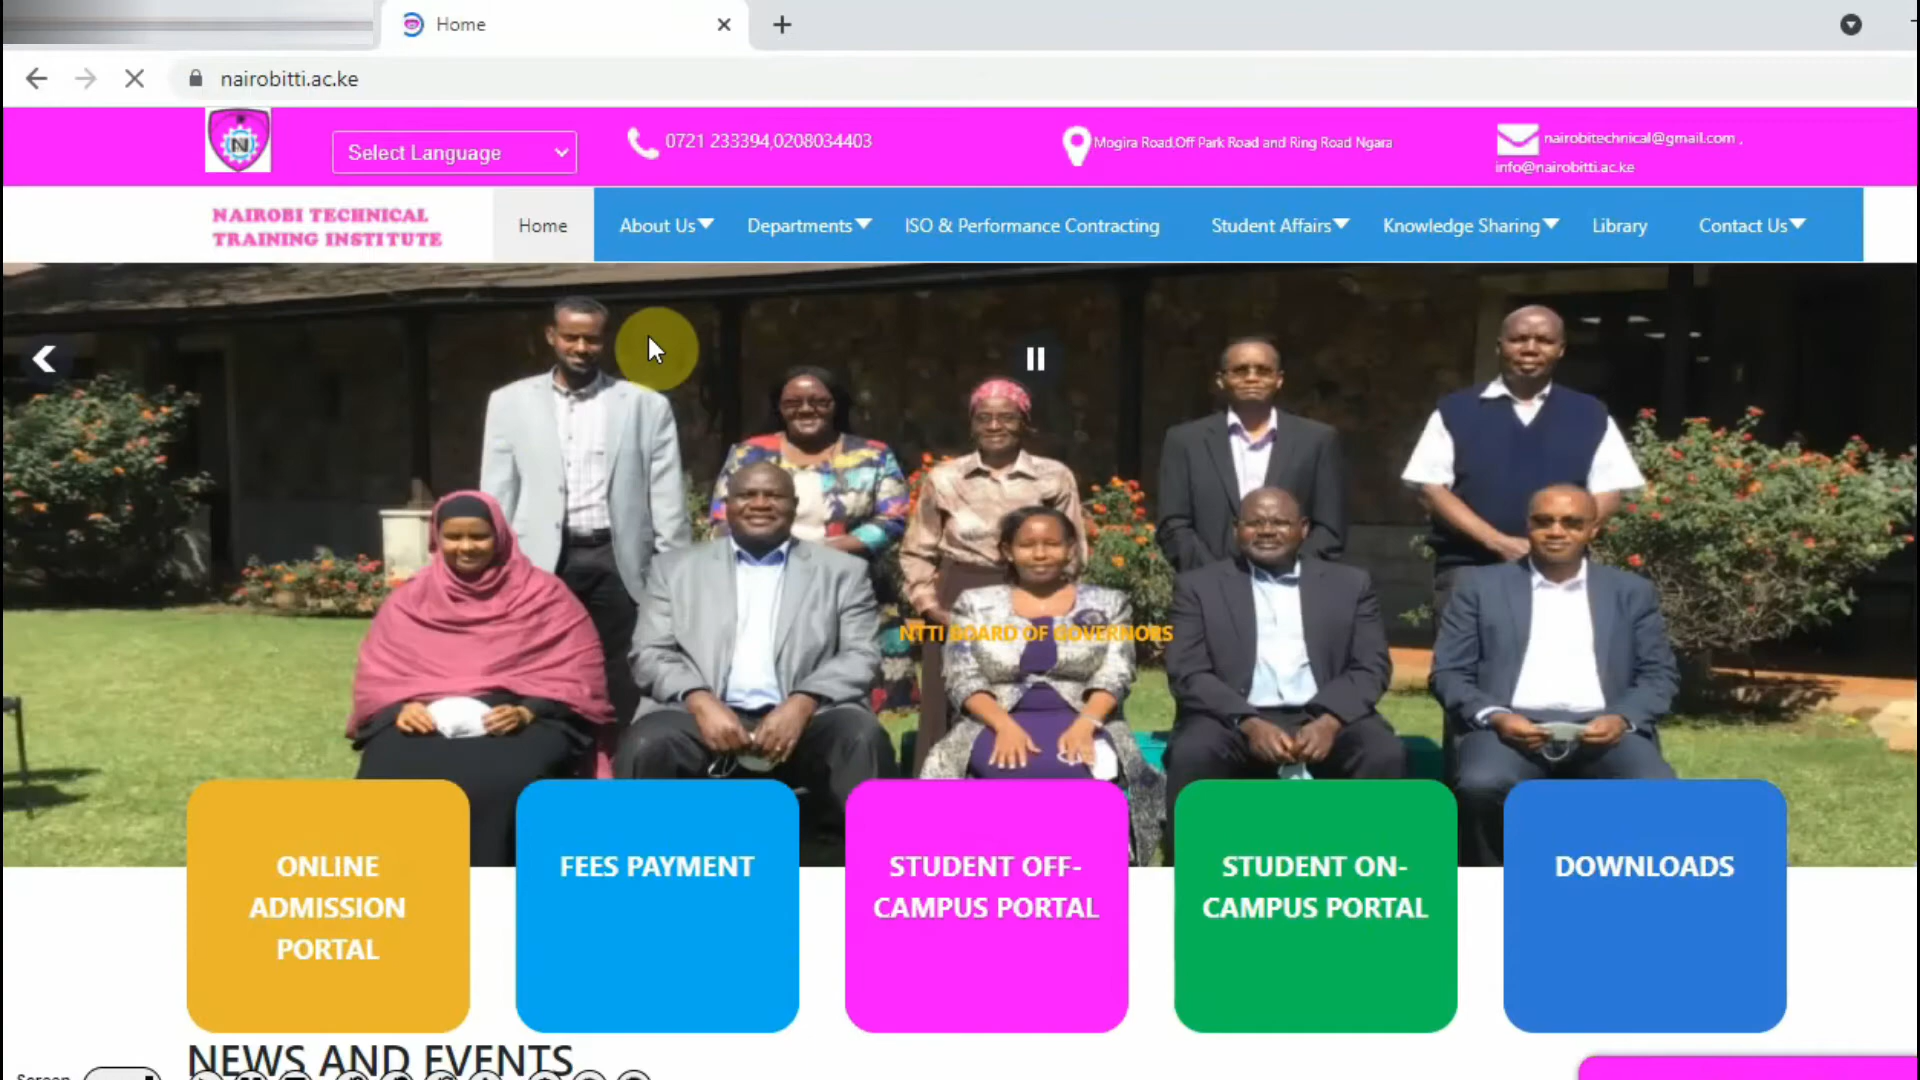 Home
nairobitti.ac.ke
N
Select Language
0721 233394,0208034403
Mogira Road.Off Park Road and Ring Road Ngara
nairobitechnical@gmail.com ,
info@nairobitti.ac.ke
NAIROBI TECHNICAL
TRAINING INSTITUTE
Home
About Us
Departments
ISO & Performance Contracting
Student Affairs
Knowledge Sharing
Library
Contact Us
NTTI BOARD OF GOVERNORS
ONLINE
ADMISSION
PORTAL
FEES PAYMENT
STUDENT OFF-
CAMPUS PORTAL
STUDENT ON-
CAMPUS PORTAL
DOWNLOADS
NEWS AND EVENTS
Screen